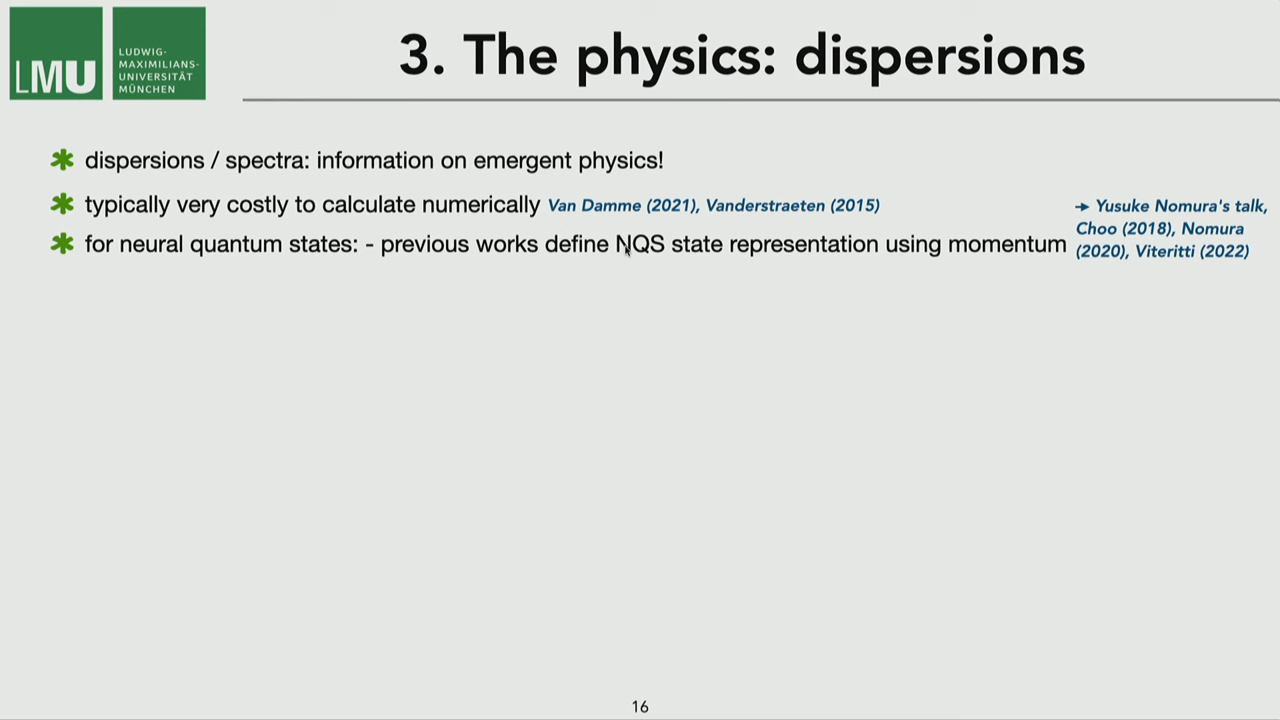 LMU
LUDWIG-
MAXIMILIANS-
UNIVERSITÄT
MÜNCHEN
3. The physics: dispersions
dispersions / spectra: information on emergent physics!
typically very costly to calculate numerically Van Damme (2021), Vanderstraeten (2015)
for neural quantum states: - previous works define NQS state representation using momentum
→ Yusuke Nomura's talk,
Choo (2018), Nomura
(2020), Viteritti (2022)
16